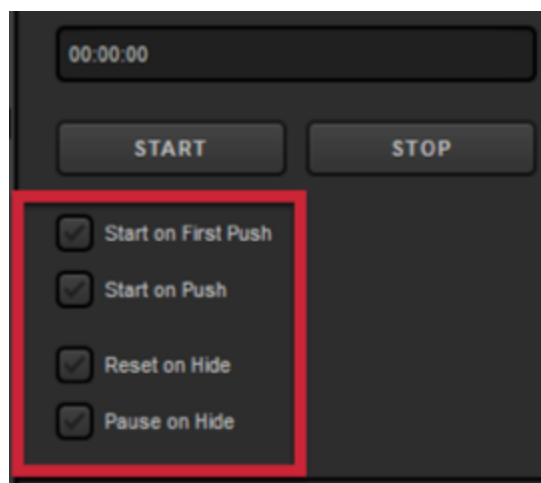 00:00:00
START STOP
Start on First Push
Start on Push
Reset on Hide
Pause on Hide